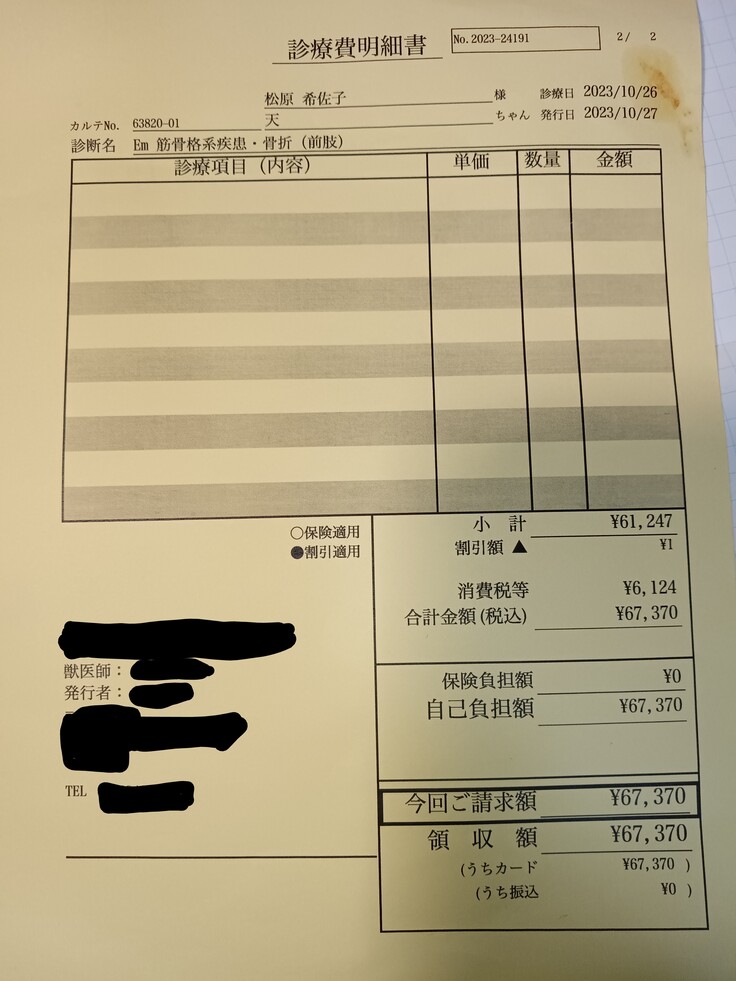 診療費明細書
No.2023-24191
2/ 2
松原 希佐子 様 診療日 2023/10/26
カルテNo. 63820-01 天 ちゃん 発行日 2023/10/27
診断名 Em 筋骨格系疾患・骨折（前肢）
診療項目（内容） 単価 数量 金額
小 計 ¥61,247
○保険適用
割引額 ▲ ¥1
●割引適用
消費税等 ¥6,124
合計金額(税込) ¥67,370
獣医師：
保険負担額 ¥0
発行者：
自己負担額 ¥67,370
TEL
今回ご請求額 ¥67,370
領 収 額 ¥67,370
(うちカード ¥67,370 )
(うち振込 ¥0 )